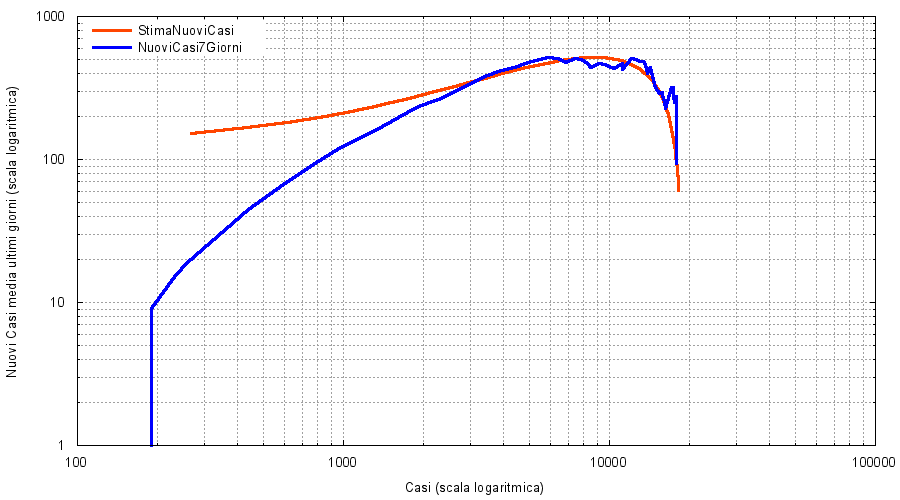 1000
StimaNuoviCasi
NuoviCasi7Giorni
100
10
1
100
1000
10000
100000
Nuovi Casi media ultimi giorni (scala logaritmica)
Casi (scala logaritmica)